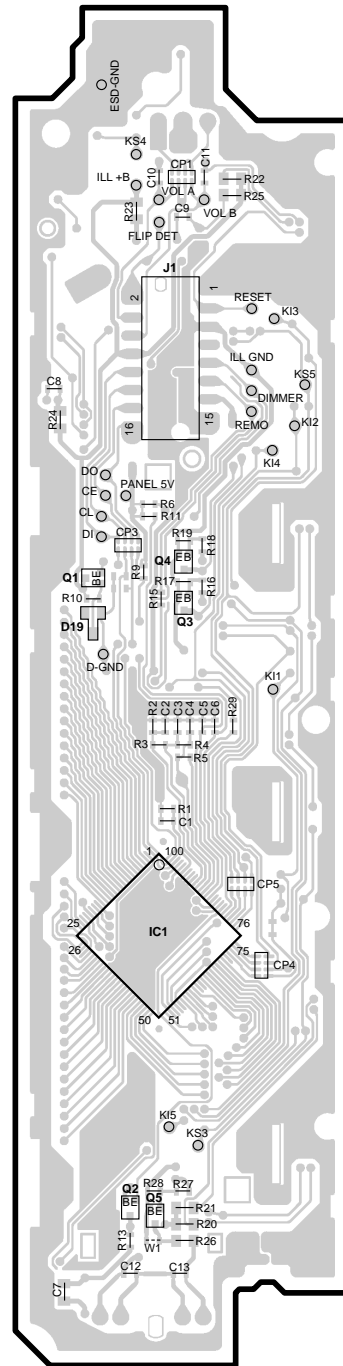 ESD-GND
KS4
CP1
C10
C11
ILL +B
VOL A
R22
R25
R23
C9
VOL B
FLIP DET
J1
2
1
RESET
KI3
ILL GND
C8
KS5
DIMMER
R24
16
15
REMO
KI2
KI4
DO
CE
PANEL 5V
R6
CL
R11
DI
CP3
R19
R18
Q4
EB
Q1
BE
R9
R17
R16
R10
R15
EB
Q3
D19
D-GND
KI1
R2
C2
C3
C4
C5
C6
R29
R3
R4
R5
R1
C1
1
100
CP5
25
76
IC1
26
75
CP4
50
51
KI5
KS3
R28
R27
Q2
Q5
BE
BE
R21
R20
R13
W1
R26
C12
C13
C7